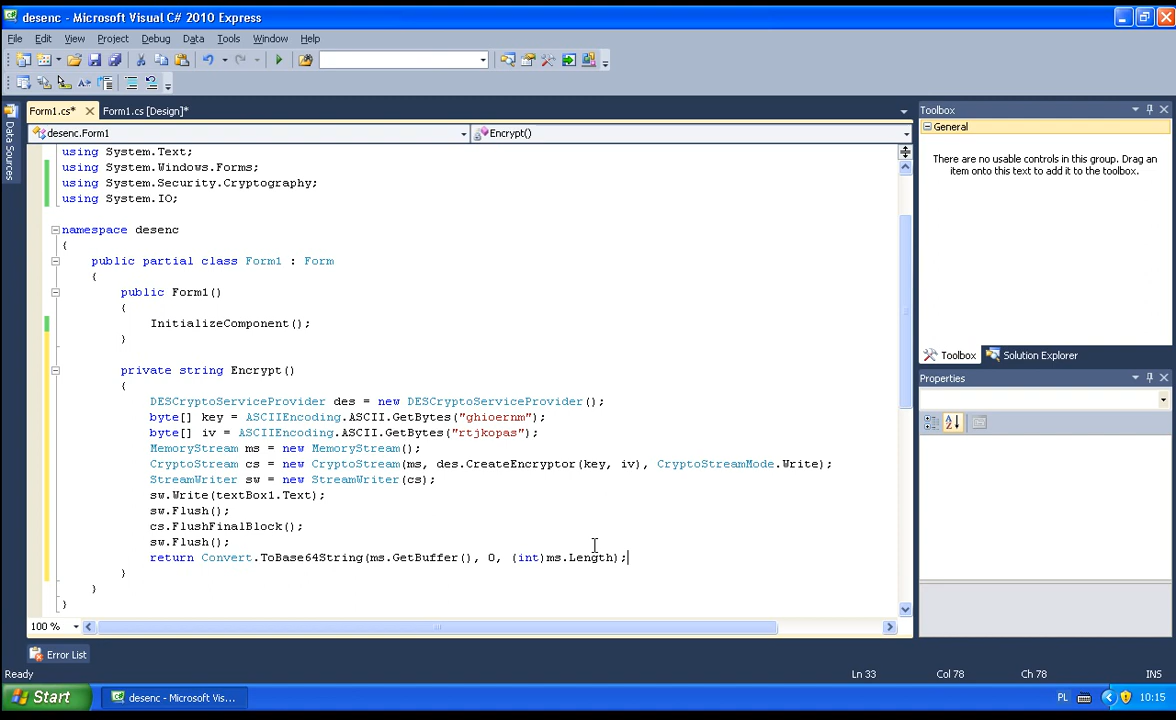 desenc - Microsoft Visual C# 2010 Express
File Edit View Project Debug Data Tools Window Help
Form1.cs* Form1.cs [Design]*
Data Sources
desenc.Form1 Encrypt()
using System.Text;
using System.Windows.Forms;
using System.Security.Cryptography;
using System.IO;
namespace desenc
{
public partial class Form1 : Form
{
public Form1()
{
InitializeComponent();
}
private string Encrypt()
{
DESCryptoServiceProvider des = new DESCryptoServiceProvider();
byte[] key = ASCIIEncoding.ASCII.GetBytes("ghioernm");
byte[] iv = ASCIIEncoding.ASCII.GetBytes("rtjkopas");
MemoryStream ms = new MemoryStream();
CryptoStream cs = new CryptoStream(ms, des.CreateEncryptor(key, iv), CryptoStreamMode.Write);
StreamWriter sw = new StreamWriter(cs);
sw.Write(textBox1.Text);
sw.Flush();
cs.FlushFinalBlock();
sw.Flush();
return Convert.ToBase64String(ms.GetBuffer(), 0, (int)ms.Length);
}
}
}
100 %
Toolbox
General
There are no usable controls in this group. Drag an
item onto this text to add it to the toolbox.
Toolbox Solution Explorer
Properties
Error List
Ready Ln 33 Col 78 Ch 78 INS
Start desenc - Microsoft Vis... PL 10:15